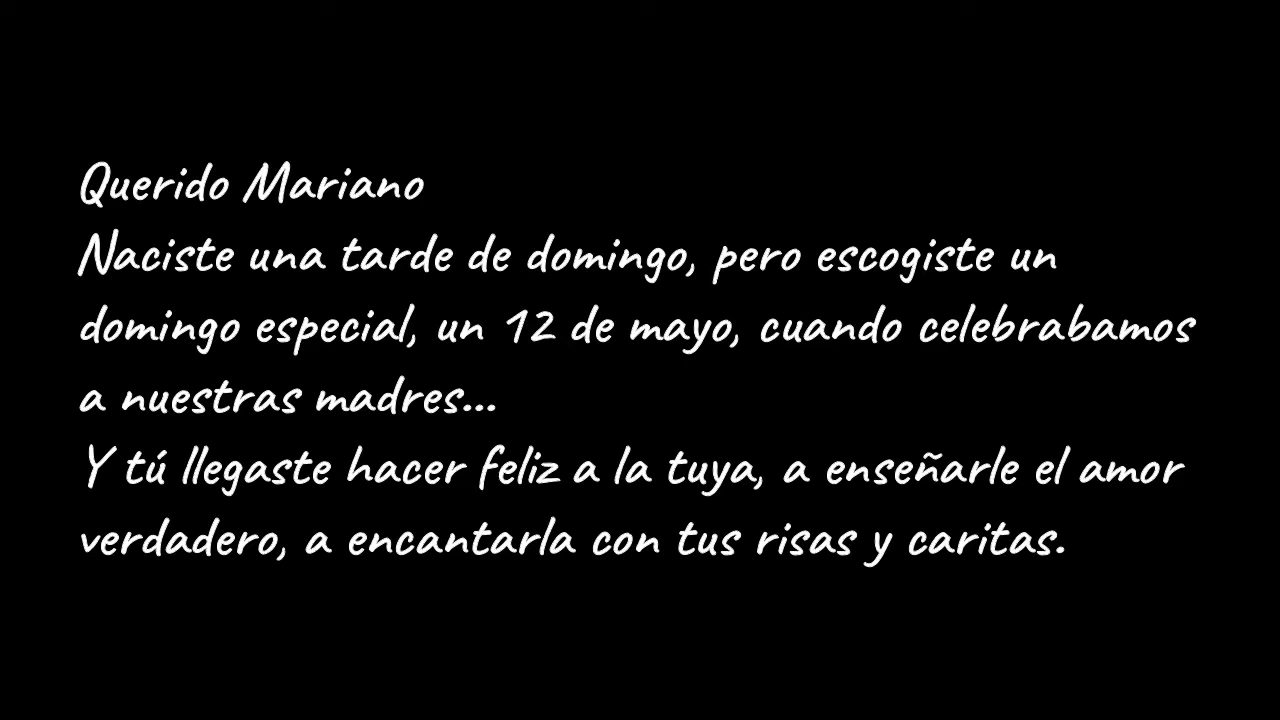 Querido Mariano
Naciste una tarde de domingo, pero escogiste un
domingo especial, un 12 de mayo, cuando celebrabamos
a nuestras madres...
Y tú llegaste hacer feliz a la tuya, a enseñarle el amor
verdadero, a encantarla con tus risas y caritas.